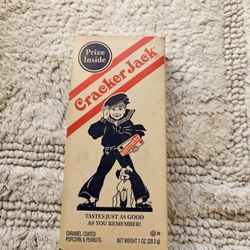 Prize
Inside
Cracker Jack
TASTES JUST AS GOOD
AS YOU REMEMBER!
CARAMEL COATED
POPCORN & PEANUTS
NET WEIGHT 1 OZ. (28.3 g)